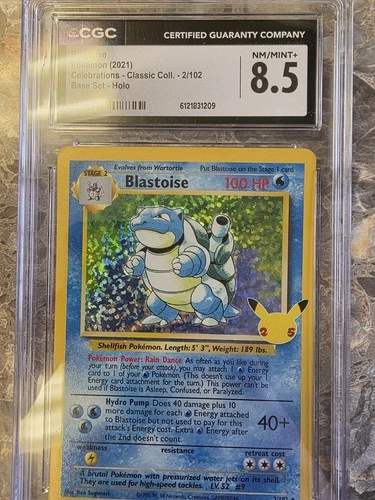 CGC CERTIFIED GUARANTY COMPANY
Pokémon (2021)
Celebrations - Classic Coll. - 2/102
Base Set - Holo
NM/MINT+
8.5
6121831209
Evolves from Wartortle Put Blastoise on the Stage 1 card
STAGE 2
Blastoise 100 HP
25
Shellfish Pokémon. Length: 5' 3", Weight: 189 lbs.
Pokémon Power: Rain Dance As often as you like during
your turn (before your attack), you may attach 1 Energy
card to 1 of your Pokémon. (This doesn't use up your 1
Energy card attachment for the turn.) This power can't be
used if Blastoise is Asleep, Confused, or Paralyzed.
Hydro Pump Does 40 damage plus 10
more damage for each Energy attached
to Blastoise but not used to pay for this
attack's Energy cost. Extra Energy after
the 2nd doesn't count.
40+
weakness resistance retreat cost
A brutal Pokémon with pressurized water jets on its shell.
They are used for high-speed tackles. LV. 52 #9